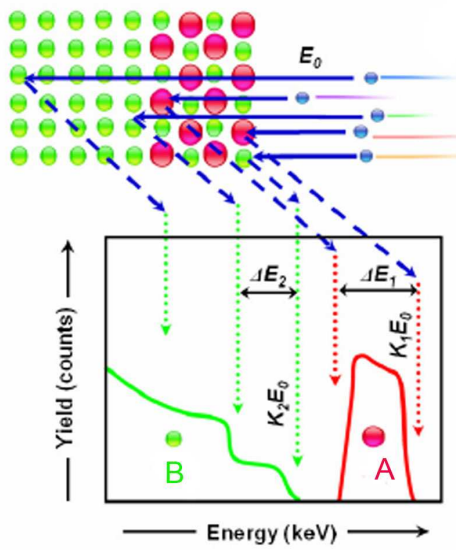 E₀
ΔE₂
ΔE₁
K₂E₀
K₁E₀
B
A
Yield (counts)
Energy (keV)